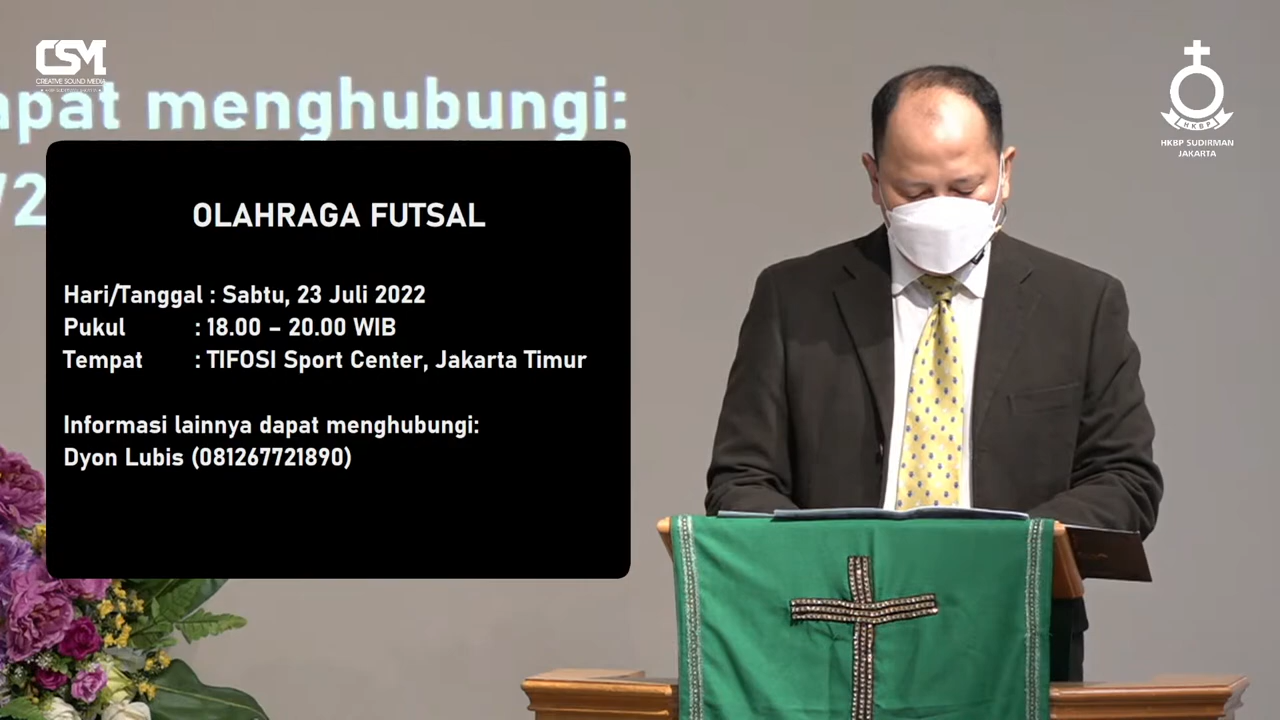 CSM
CREATIVE SOUND MEDIA
apat menghubungi:
/2
OLAHRAGA FUTSAL
Hari/Tanggal : Sabtu, 23 Juli 2022
Pukul : 18.00 – 20.00 WIB
Tempat : TIFOSI Sport Center, Jakarta Timur
Informasi lainnya dapat menghubungi:
Dyon Lubis (081267721890)
HKBP
HKBP SUDIRMAN
JAKARTA